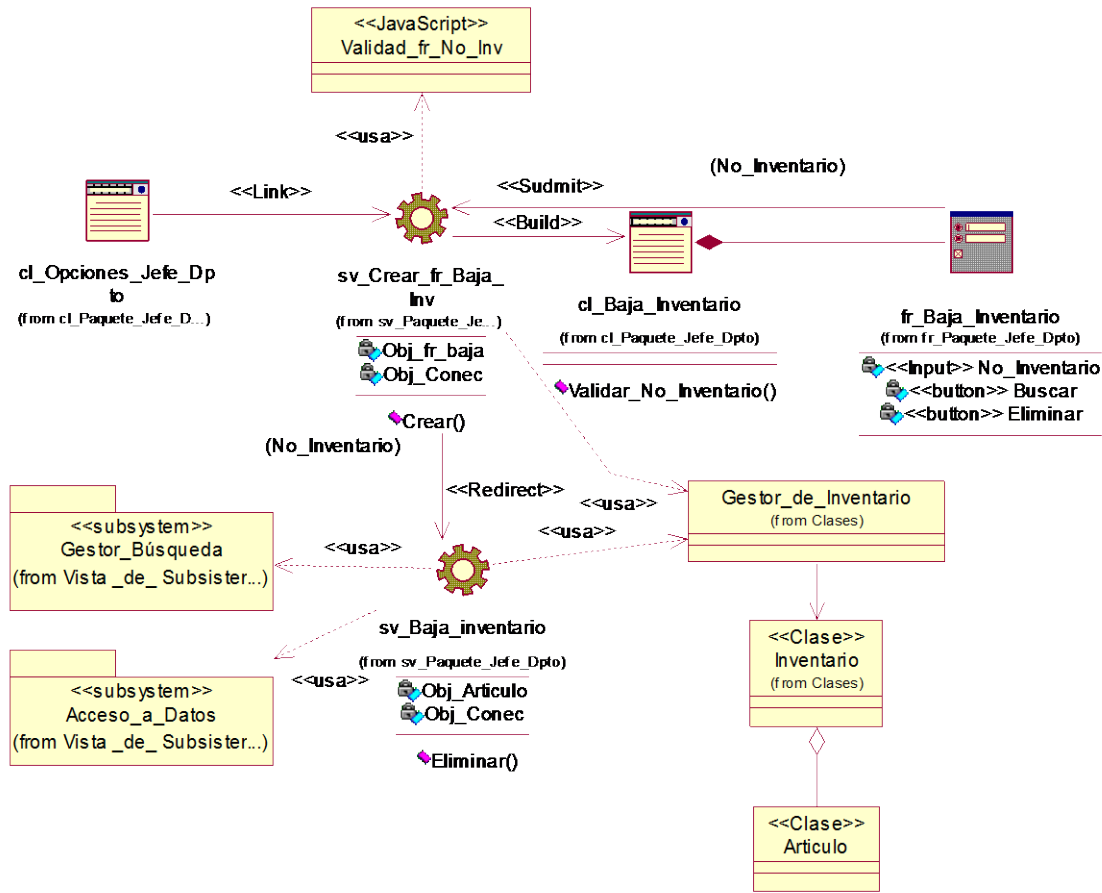 <<JavaScript>>
Validad_fr_No_Inv
<<usa>>
(No_Inventario)
<<Link>>
<<Sudmit>>
<<Build>>
cl_Opciones_Jefe_Dp
to
(from cl_Paquete_Jefe_D...)
sv_Crear_fr_Baja_
Inv
(from sv_Paquete_Je...)
Obj_fr_baja
Obj_Conec
Crear()
cl_Baja_Inventario
(from cl_Paquete_Jefe_Dpto)
Validar_No_Inventario()
fr_Baja_Inventario
(from fr_Paquete_Jefe_Dpto)
<<Input>> No_Inventario
<<button>> Buscar
<<button>> Eliminar
(No_Inventario)
<<Redirect>>
<<usa>>
<<usa>>
Gestor_de_Inventario
(from Clases)
<<subsystem>>
Gestor_Búsqueda
(from Vista _de_ Subsister...)
<<usa>>
sv_Baja_inventario
(from sv_Paquete_Jefe_Dpto)
Obj_Articulo
Obj_Conec
Eliminar()
<<subsystem>>
Acceso_a_Datos
(from Vista _de_ Subsister...)
<<usa>>
<<Clase>>
Inventario
(from Clases)
<<Clase>>
Articulo